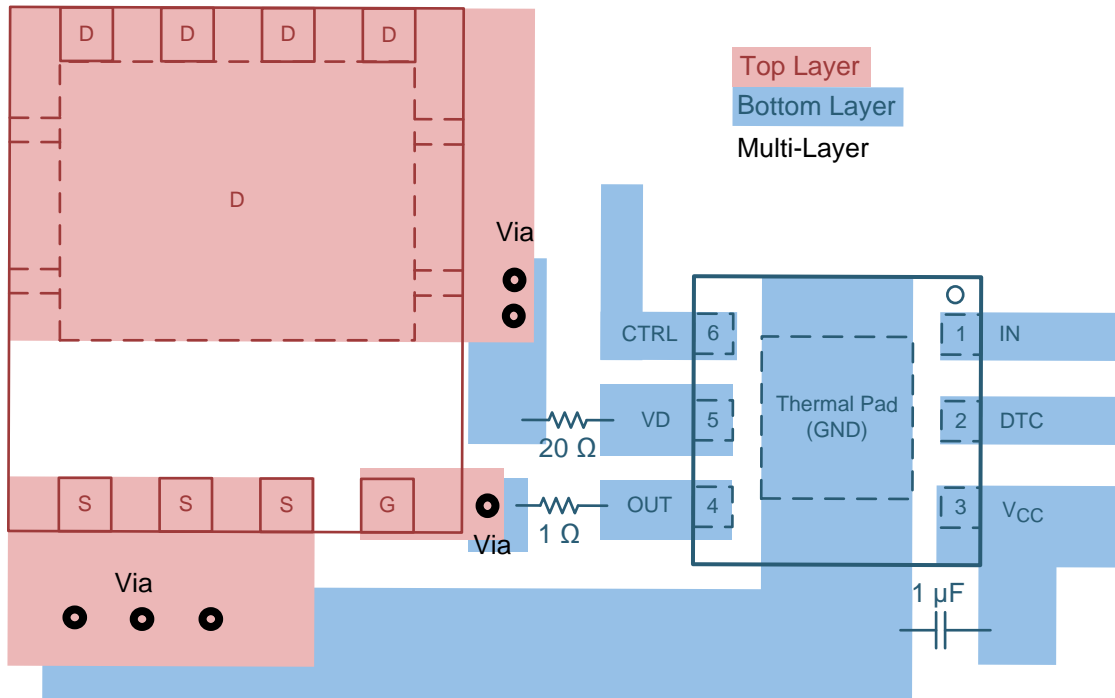 D D D D
Top Layer
Bottom Layer
Multi-Layer
D
Via
CTRL 6 1 IN
Thermal Pad
(GND)
VD 5 2 DTC
20 Ω
S S S G
OUT 4 3 VCC
1 Ω
Via
Via
1 µF